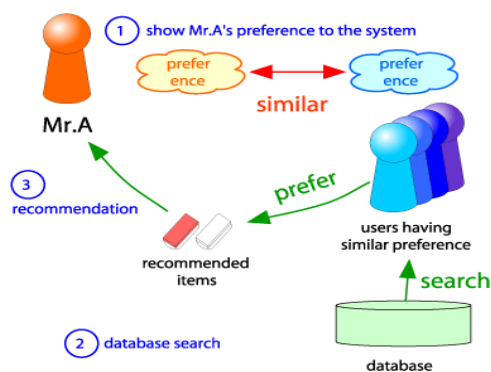 1 show Mr.A's preference to the system
prefer
ence
prefer
ence
similar
Mr.A
3
recommendation
prefer
users having
similar preference
recommended
items
search
2 database search
database